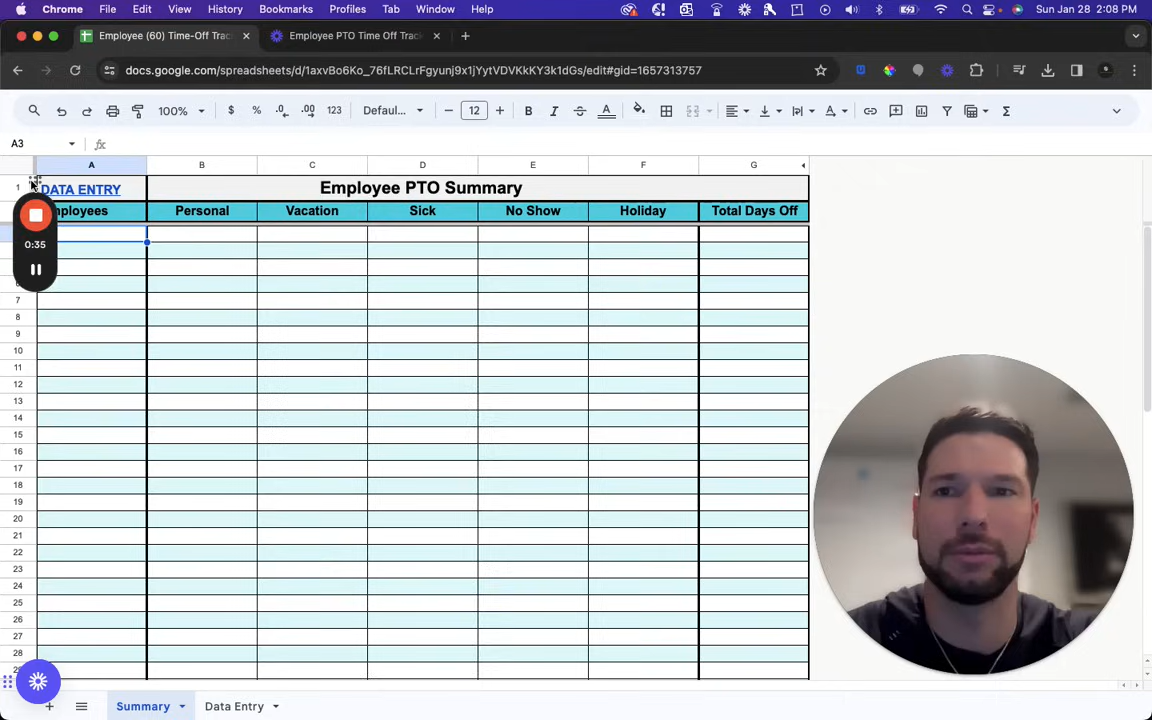 Chrome File Edit View History Bookmarks Profiles Tab Window Help Sun Jan 28 2:08 PM
Employee (60) Time-Off Trac Employee PTO Time Off Track
docs.google.com/spreadsheets/d/1axvBo6Ko_76fLRCLrFgyunj9x1jYytVDVKkKY3k1dGs/edit#gid=1657313757
100% $ % .0 .00 123 Defaul... 12 B I A
A3 fx
A B C D E F G
1 DATA ENTRY Employee PTO Summary
mployees Personal Vacation Sick No Show Holiday Total Days Off
0:35
7
8
9
10
11
12
13
14
15
16
17
18
19
20
21
22
23
24
25
26
27
28
Summary Data Entry